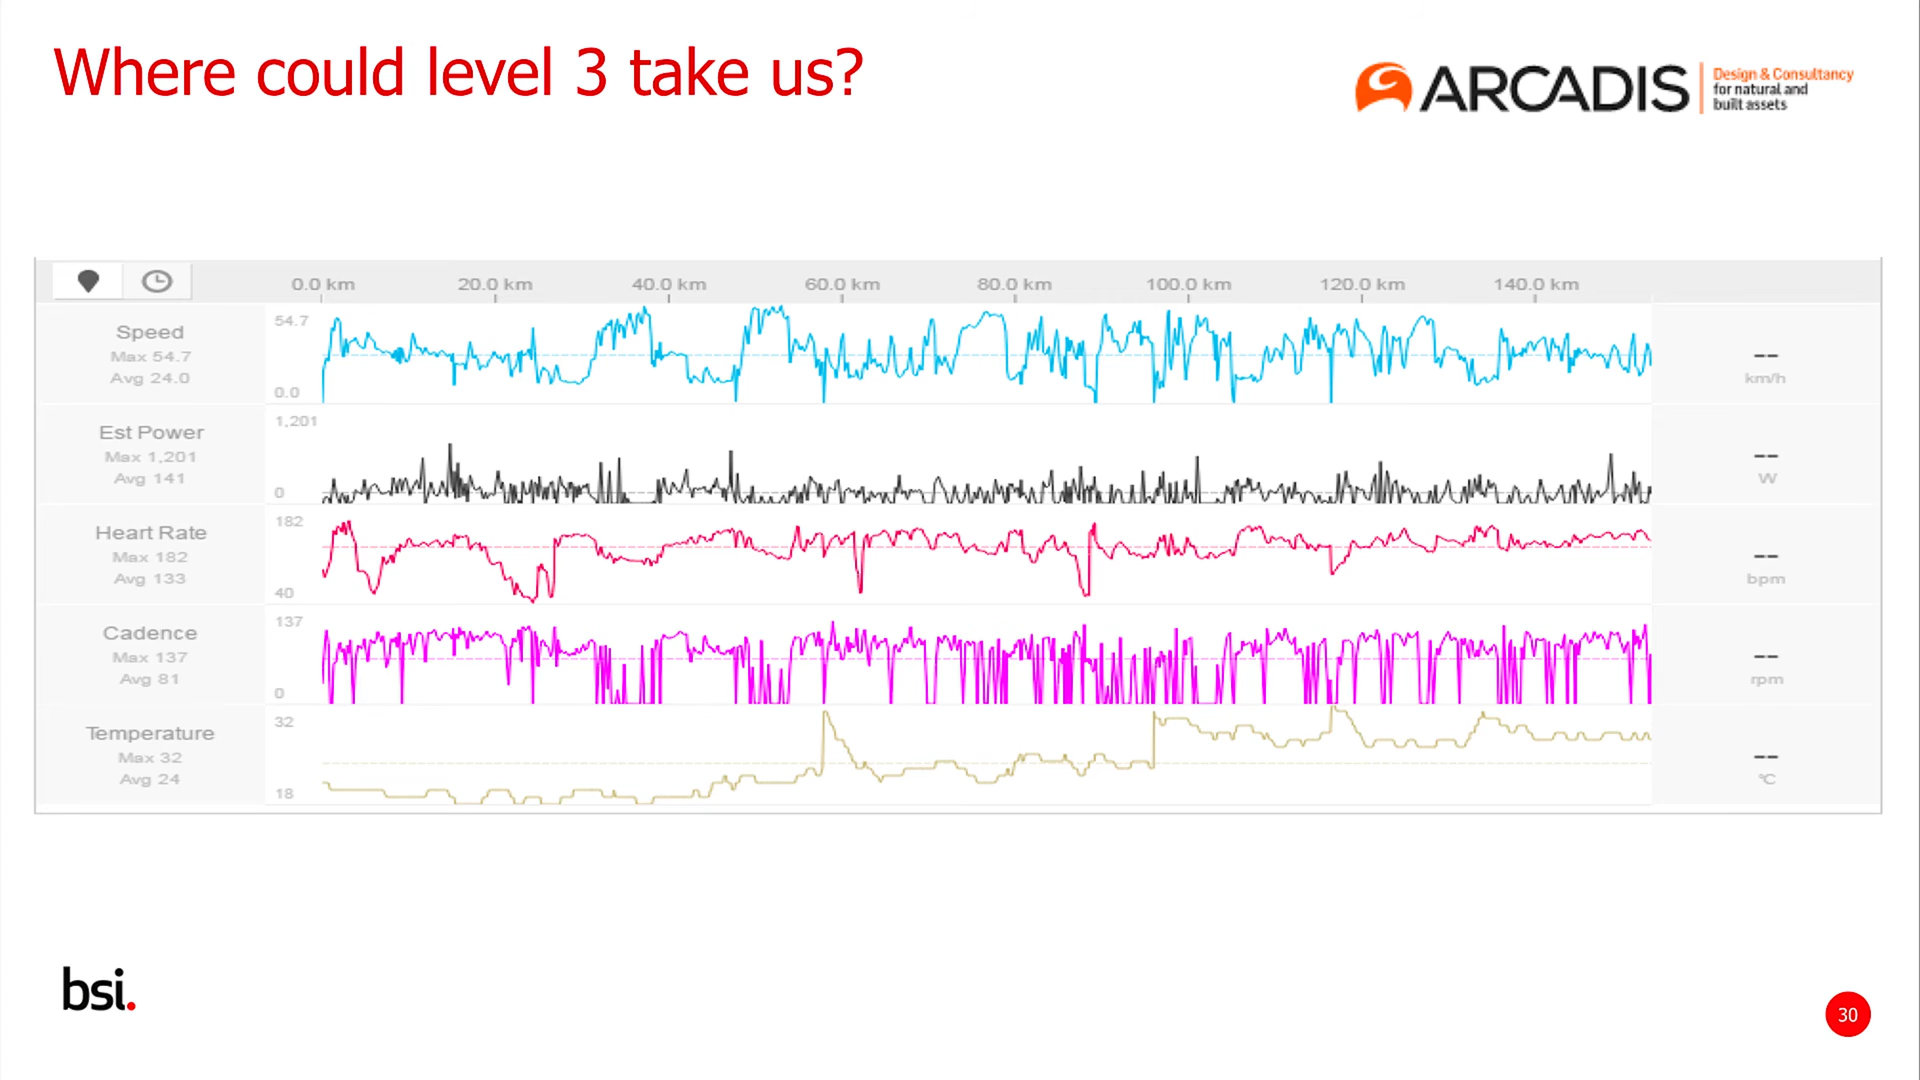 Where could level 3 take us?
ARCADIS
Design & Consultancy
for natural and
built assets
0.0 km 20.0 km 40.0 km 60.0 km 80.0 km 100.0 km 120.0 km 140.0 km
Speed
Max 54.7
Avg 24.0
54.7
0.0
--
km/h
Est Power
Max 1,201
Avg 141
1,201
0
--
W
Heart Rate
Max 182
Avg 133
182
40
--
bpm
Cadence
Max 137
Avg 81
137
0
--
rpm
Temperature
Max 32
Avg 24
32
18
--
°C
bsi.
30